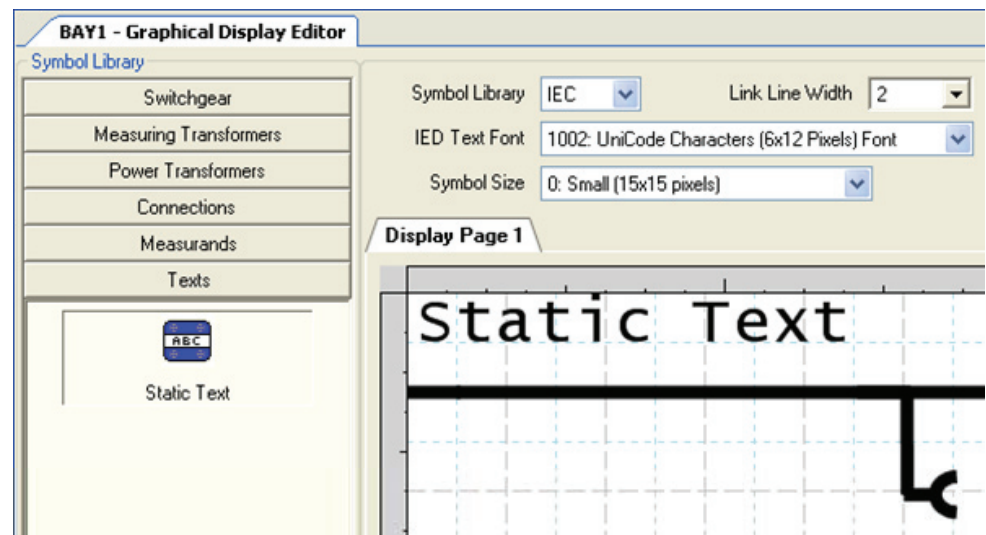 BAY1 - Graphical Display Editor
Symbol Library
Switchgear
Measuring Transformers
Power Transformers
Connections
Measurands
Texts
ABC
Static Text
Symbol Library IEC Link Line Width 2
IED Text Font 1002: UniCode Characters (6x12 Pixels) Font
Symbol Size 0: Small (15x15 pixels)
Display Page 1
Static Text